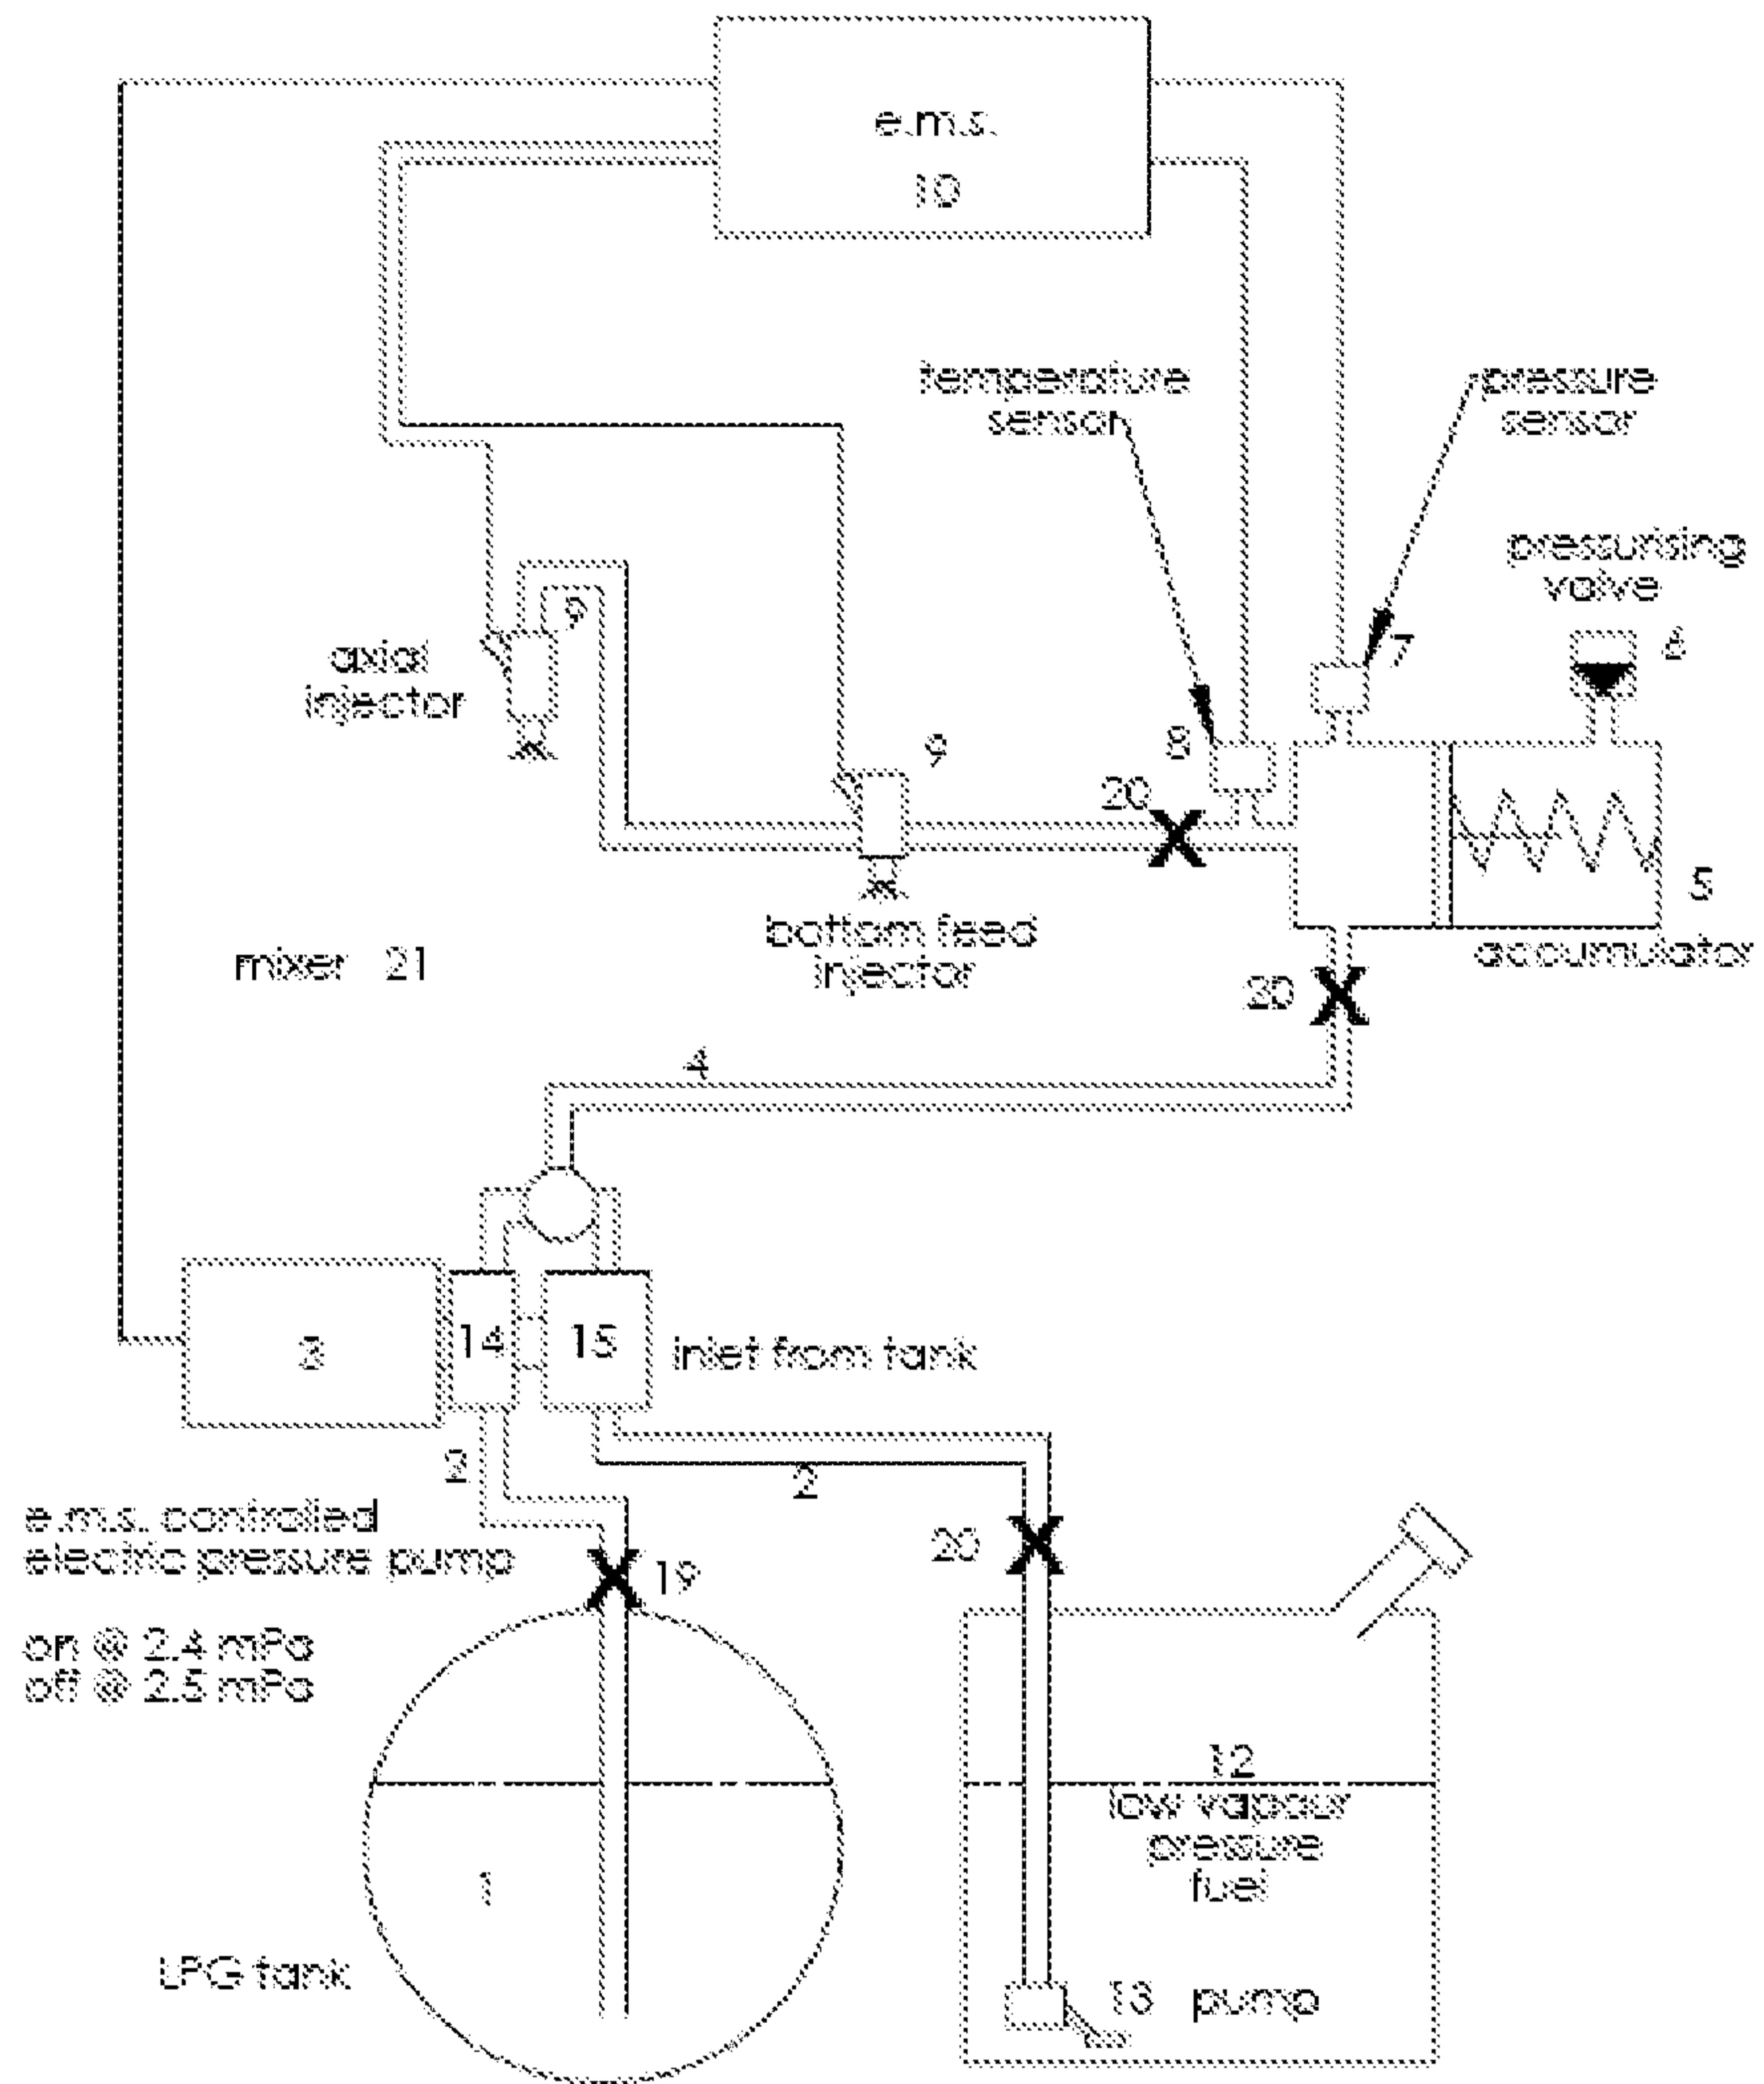 e.m.s.
10
temperature
sensor
pressure
sensor
pressurising
valve
9
axial
injector
7
6
8
9
20
5
accumulator
bottom feed
injector
mixer 21
20
4
3
14
15
inlet from tank
2
2
e.m.s. controlled
electric pressure pump
20
19
on @ 2.4 mPa
off @ 2.5 mPa
12
low vapour
pressure
fuel
1
LPG tank
13 pump